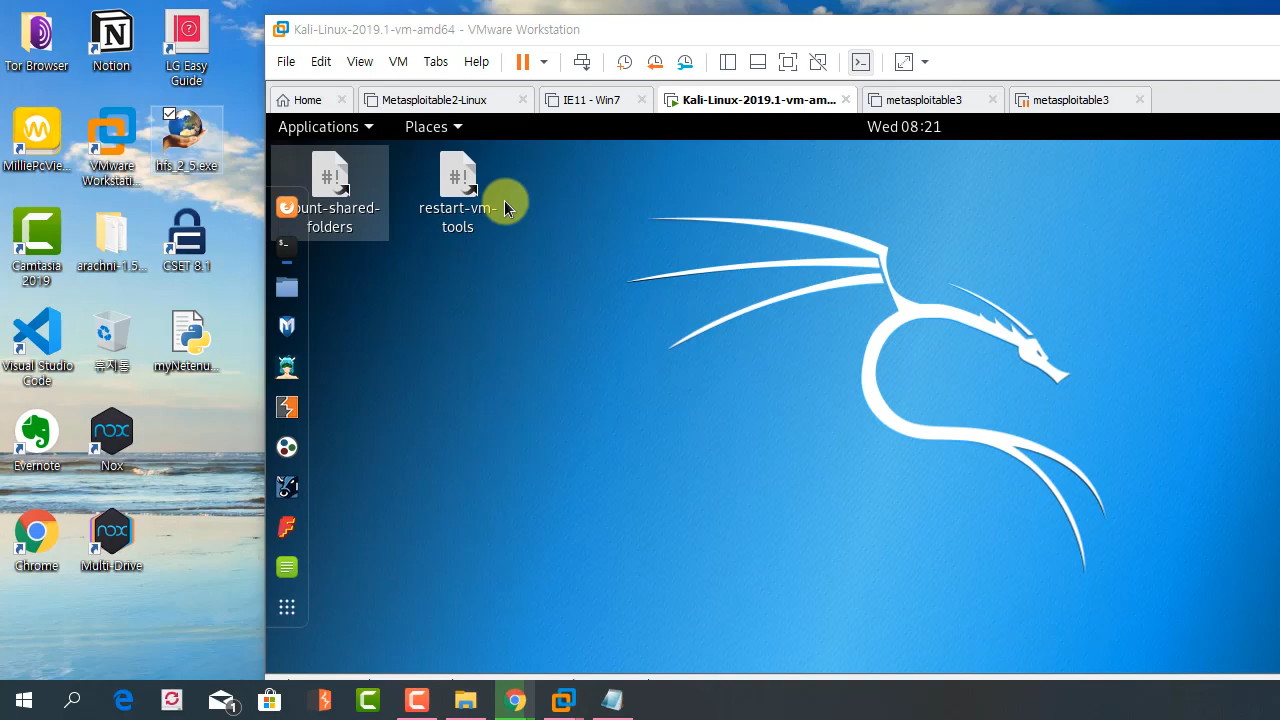 Kali-Linux-2019.1-vm-amd64 - VMware Workstation
File Edit View VM Tabs Help
Home Metasploitable2-Linux IE11 - Win7 Kali-Linux-2019.1-vm-am... metasploitable3 metasploitable3
Applications Places Wed 08:21
ount-shared-
folders
restart-vm-
tools
Tor Browser
Notion
LG Easy
Guide
MilliePcVie...
VMware
Workstati...
hfs_2_5.exe
Camtasia
2019
arachni-1.5....
CSET 8.1
Visual Studio
Code
휴지통
myNetenu...
Evernote
Nox
Chrome
Multi-Drive
1